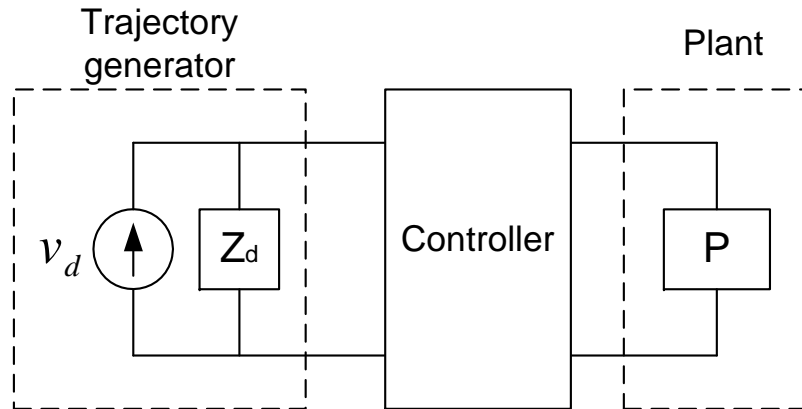 Trajectory
generator
Plant
v_d
Z_d
Controller
P